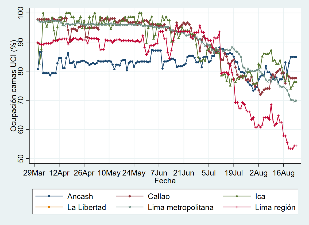 Ocupación camas UCI (%)
100
90
80
70
60
50
29Mar 12Apr 26Apr 10May 24May 7Jun 21Jun 5Jul 19Jul 2Aug 16Aug
Fecha
Ancash Callao Ica
La Libertad Lima metropolitana Lima región